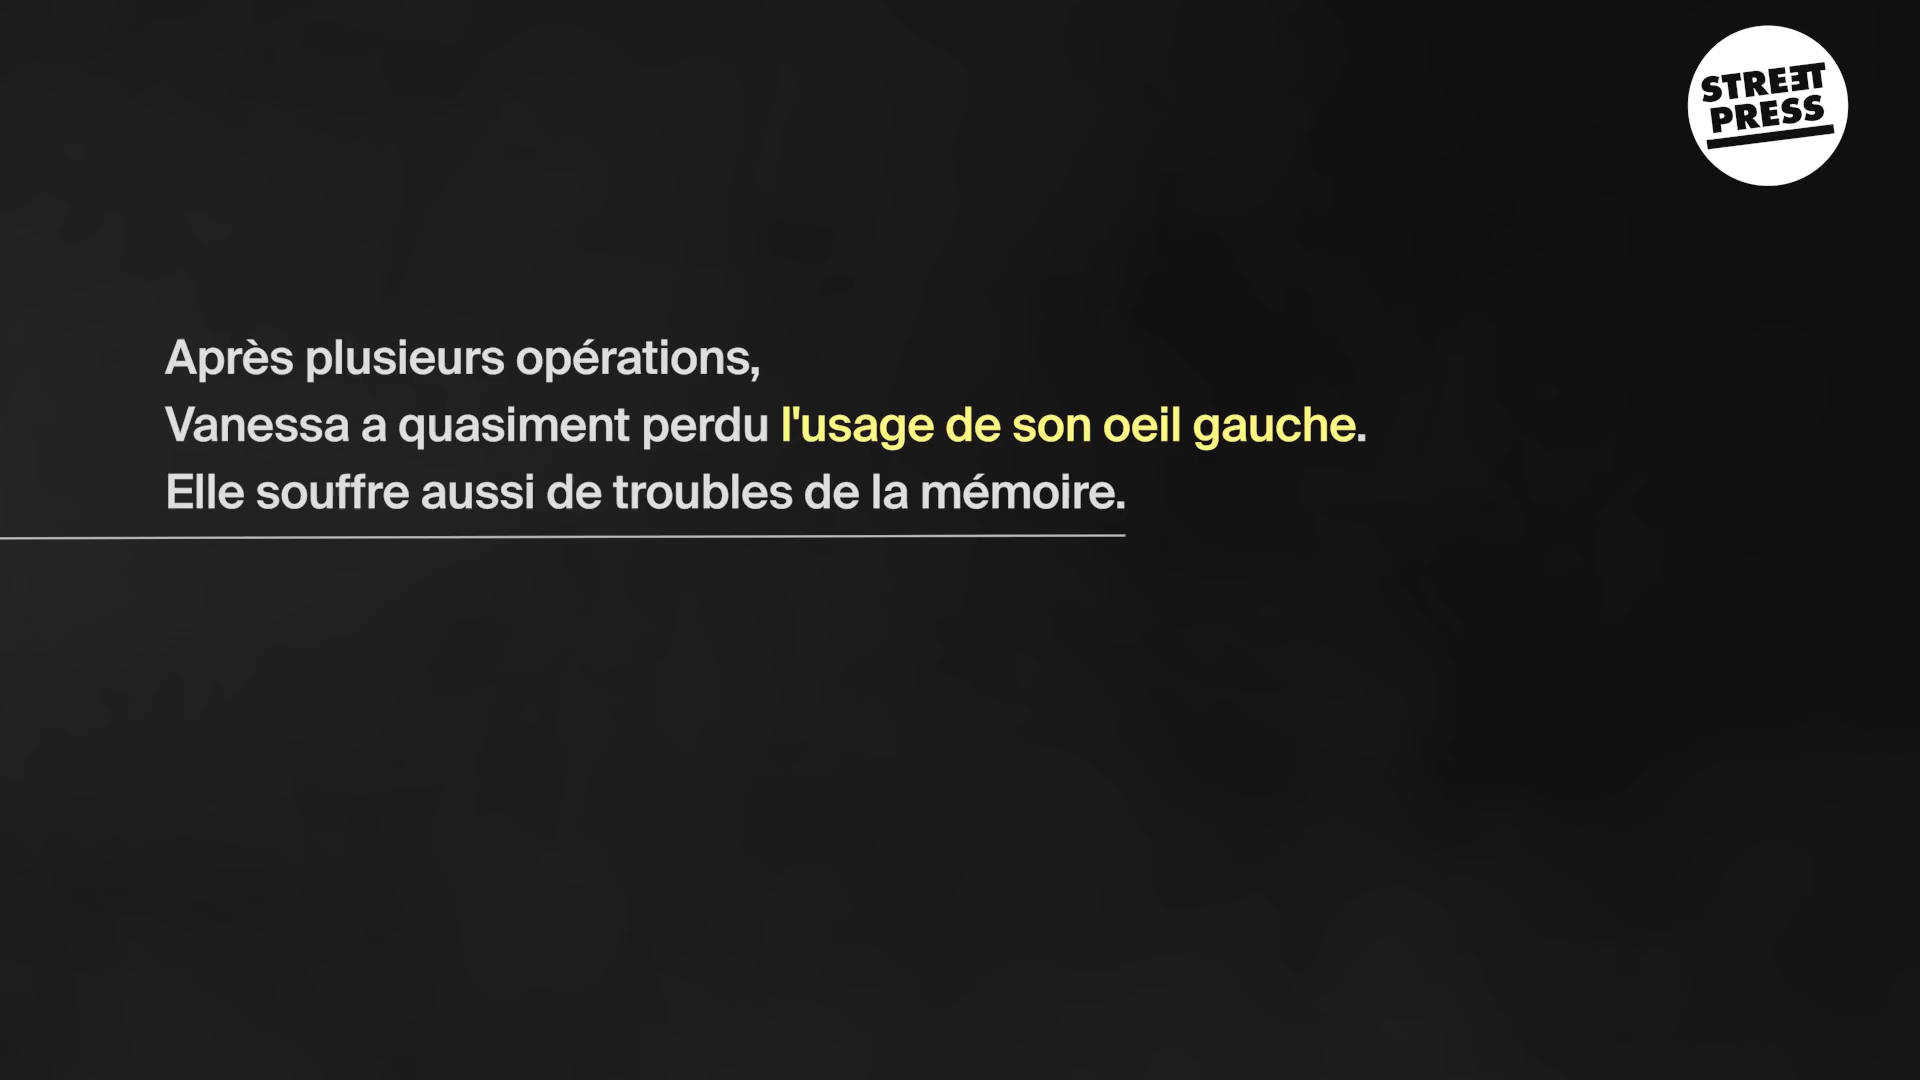 STREET
PRESS
Après plusieurs opérations,
Vanessa a quasiment perdu l'usage de son oeil gauche.
Elle souffre aussi de troubles de la mémoire.